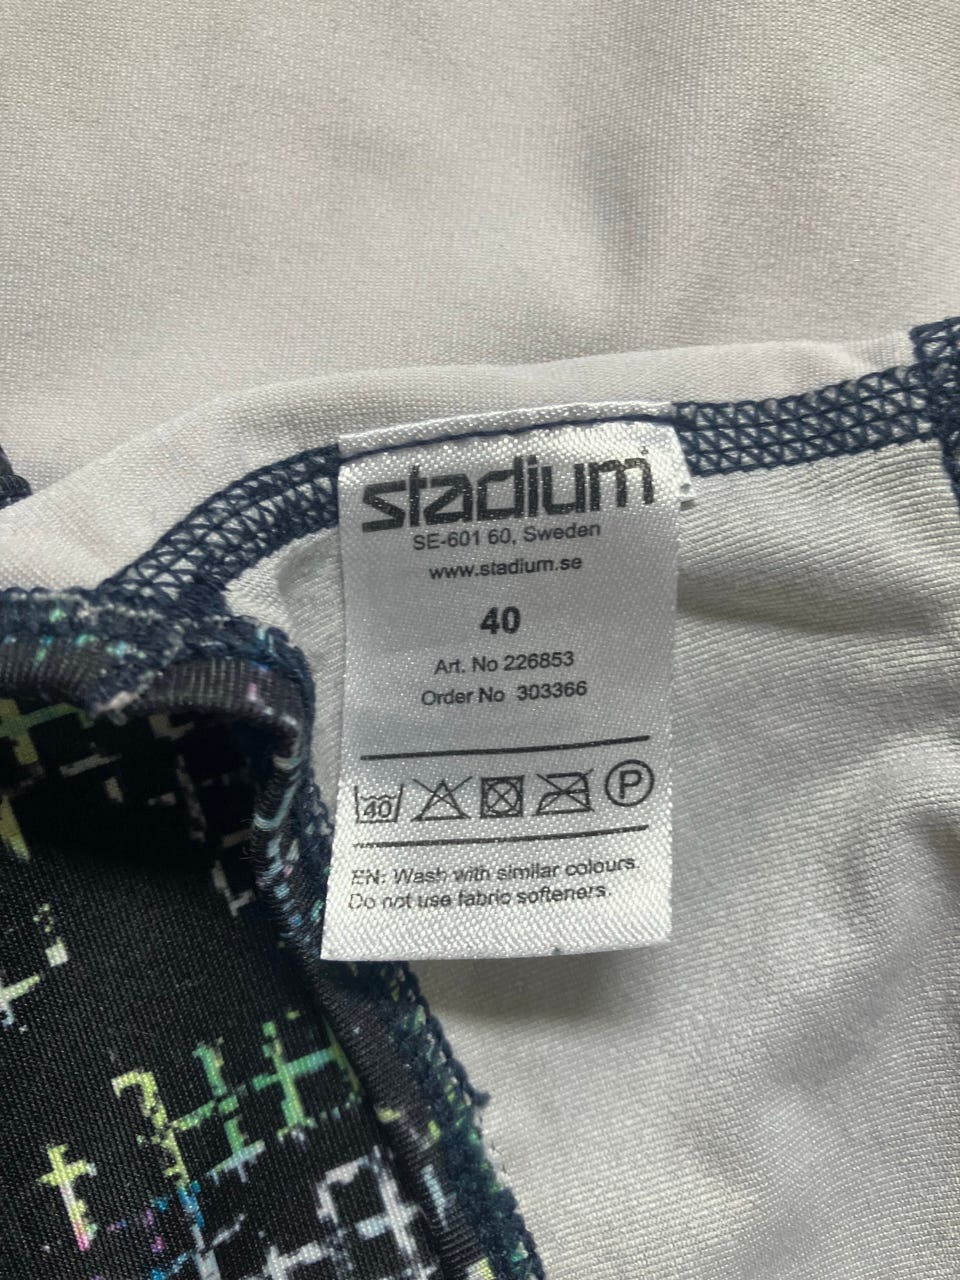 stadium
SE-601 60, Sweden
www.stadium.se
40
Art. No 226853
Order No 303366
40 P
EN: Wash with similar colours.
Do not use fabric softeners.